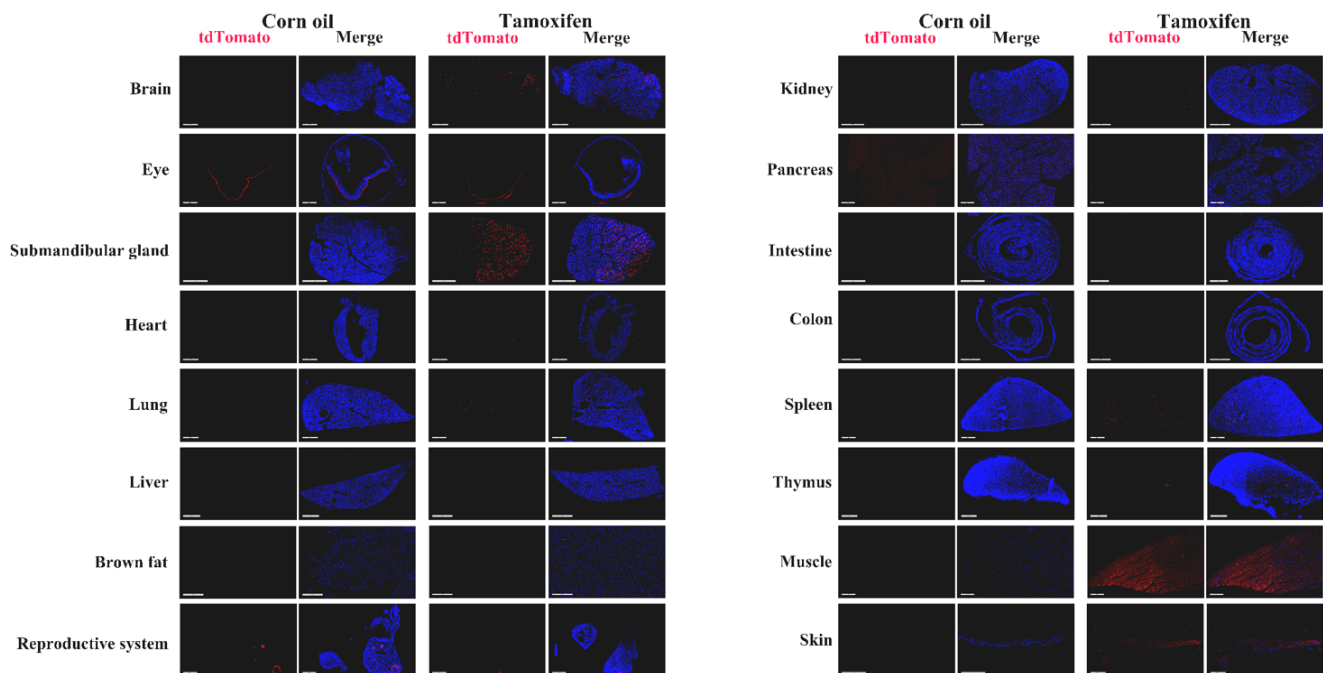 Corn oil Tamoxifen
tdTomato Merge tdTomato Merge
Brain
Eye
Submandibular gland
Heart
Lung
Liver
Brown fat
Reproductive system
Corn oil Tamoxifen
tdTomato Merge tdTomato Merge
Kidney
Pancreas
Intestine
Colon
Spleen
Thymus
Muscle
Skin